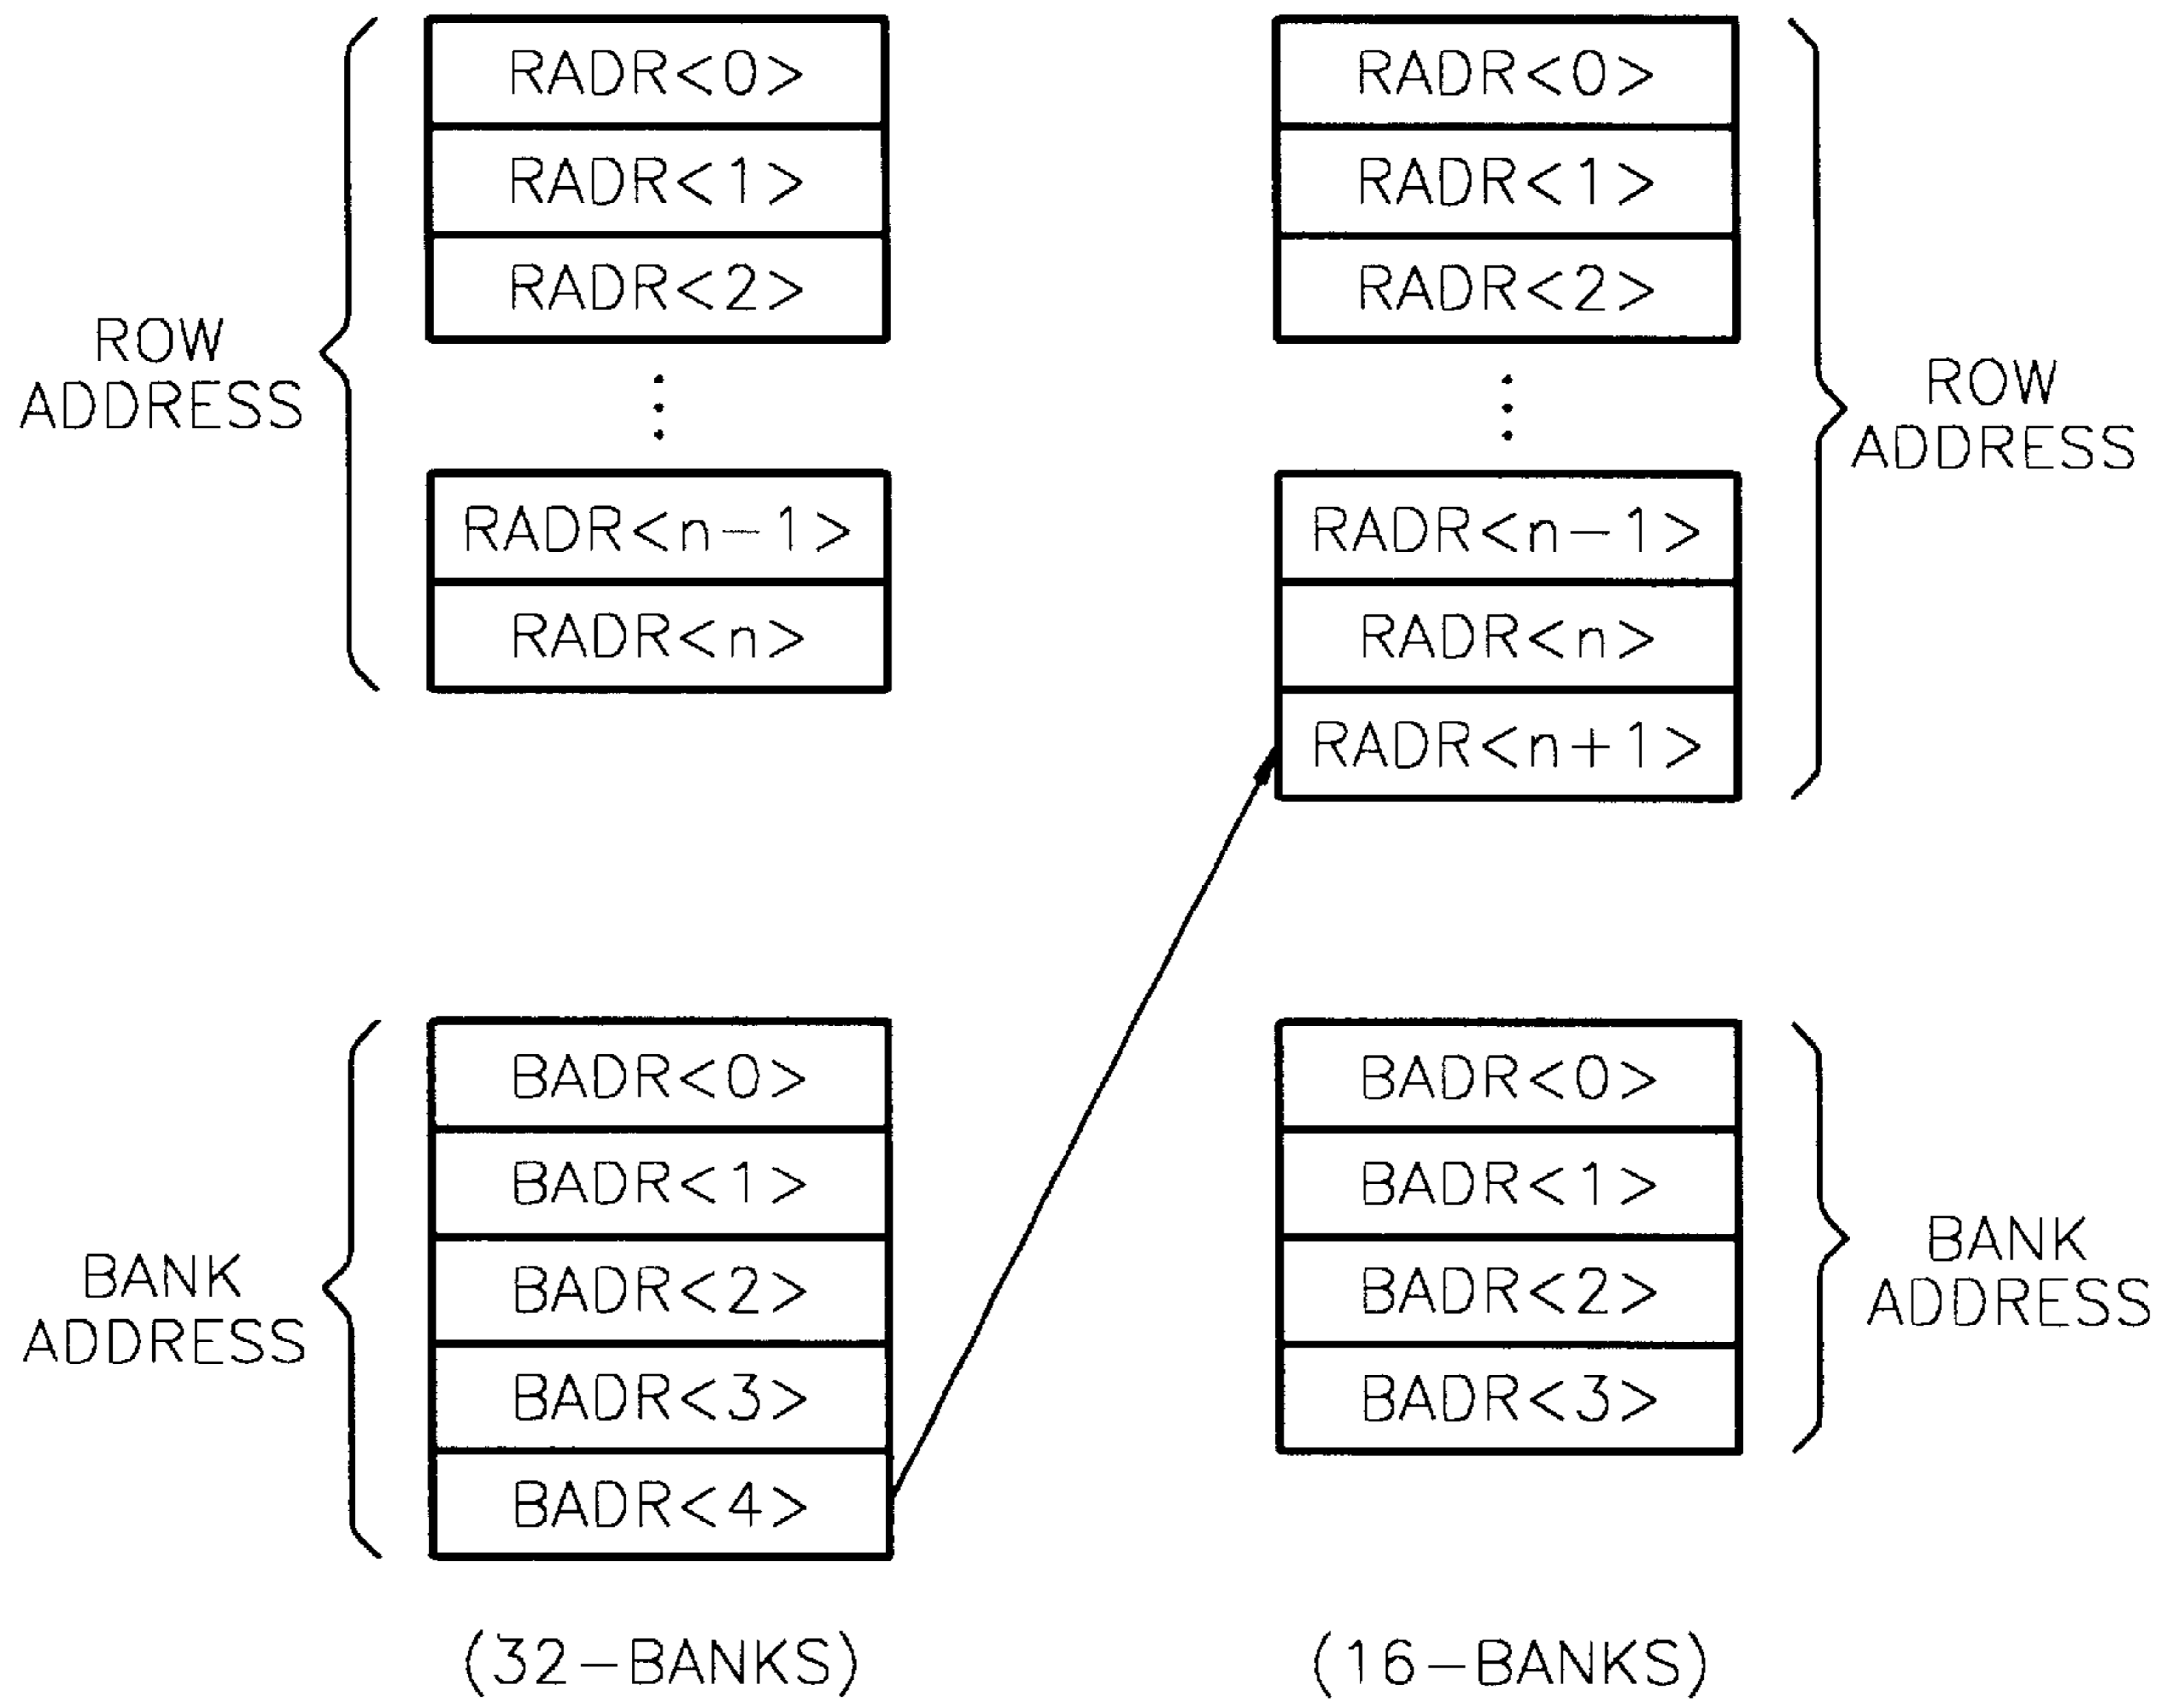 RADR<0>
RADR<1>
RADR<2>
RADR<n-1>
RADR<n>
ROW
ADDRESS
BADR<0>
BADR<1>
BADR<2>
BADR<3>
BADR<4>
BANK
ADDRESS
(32-BANKS)
RADR<0>
RADR<1>
RADR<2>
RADR<n-1>
RADR<n>
RADR<n+1>
ROW
ADDRESS
BADR<0>
BADR<1>
BADR<2>
BADR<3>
BANK
ADDRESS
(16-BANKS)